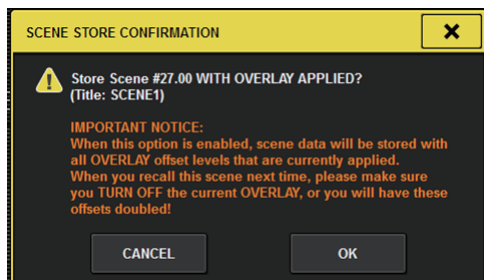 SCENE STORE CONFIRMATION
Store Scene #27.00 WITH OVERLAY APPLIED?
(Title: SCENE1)
IMPORTANT NOTICE:
When this option is enabled, scene data will be stored with
all OVERLAY offset levels that are currently applied.
When you recall this scene next time, please make sure
you TURN OFF the current OVERLAY, or you will have these
offsets doubled!
CANCEL
OK